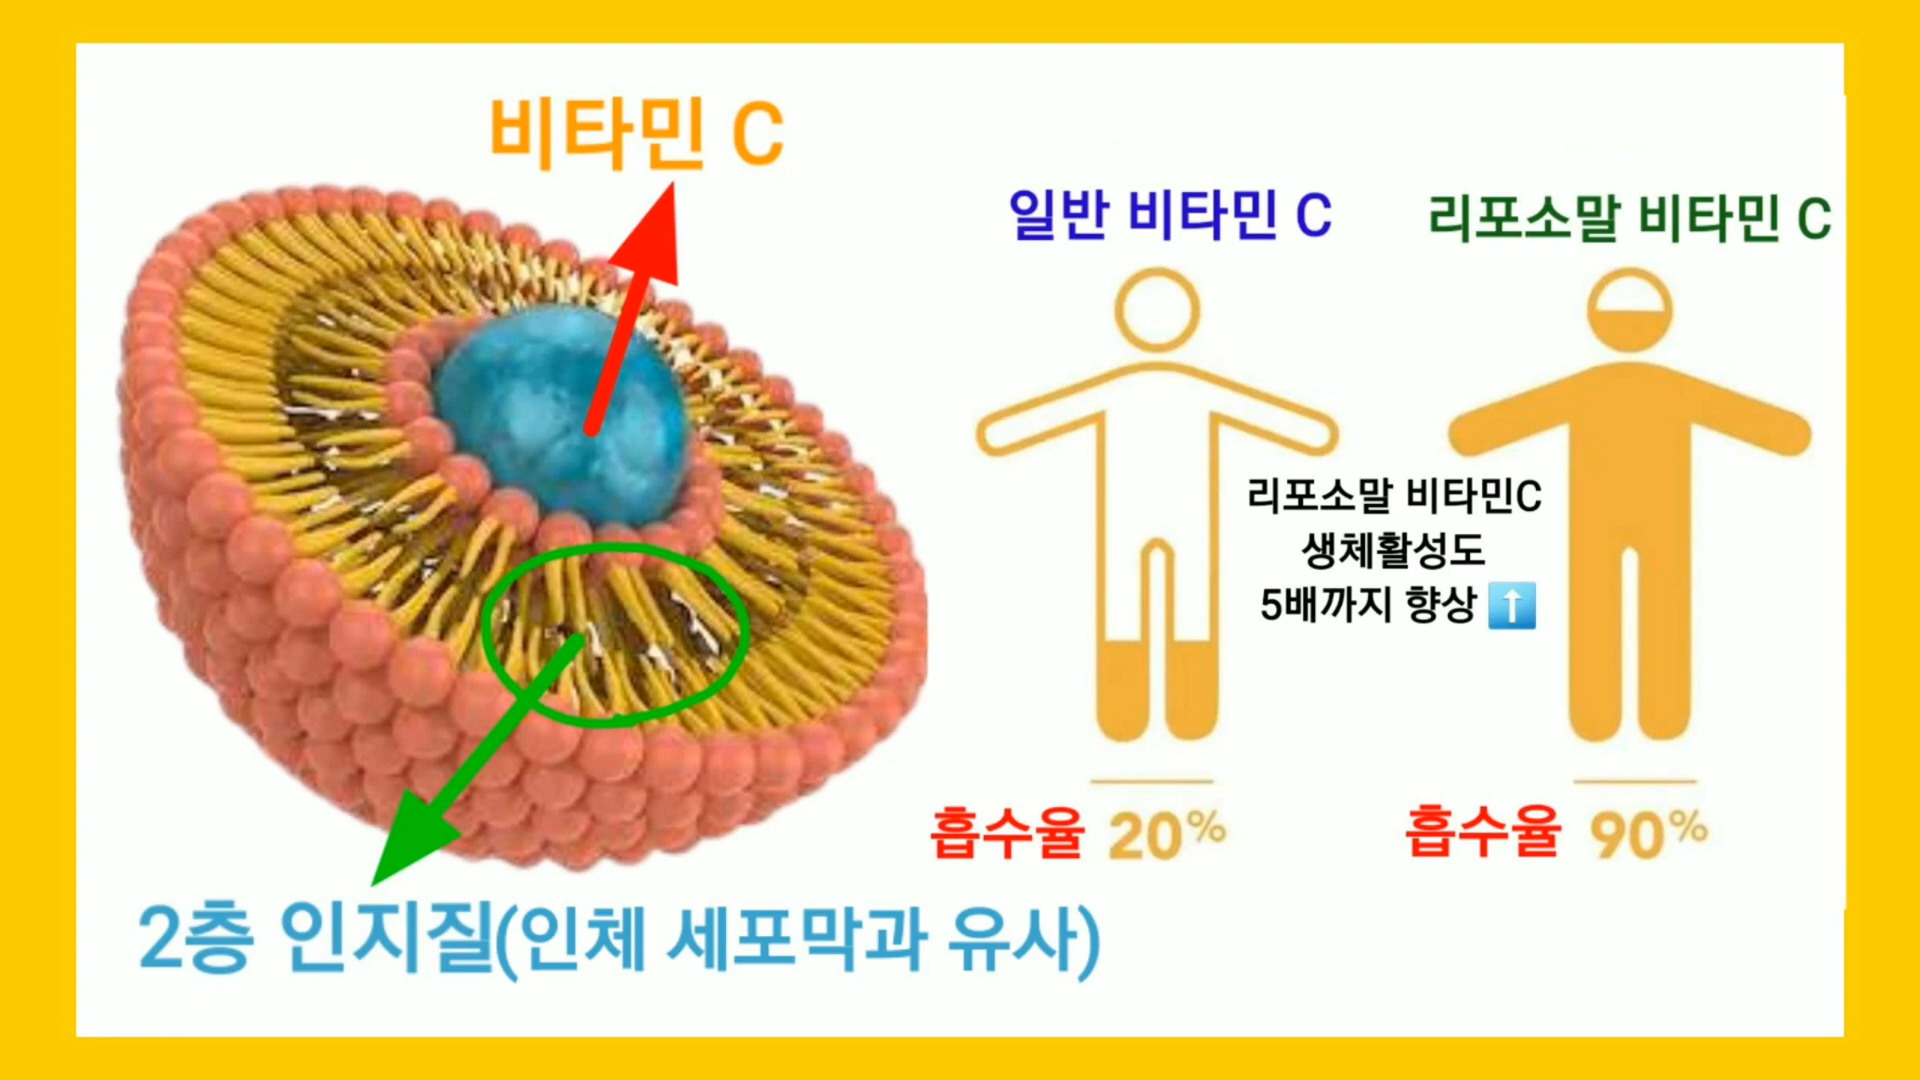 비타민 C
일반 비타민 C
리포소말 비타민 C
리포소말 비타민C
생체활성도
5배까지 향상 ⬆️
흡수율 20%
흡수율 90%
2층 인지질(인체 세포막과 유사)